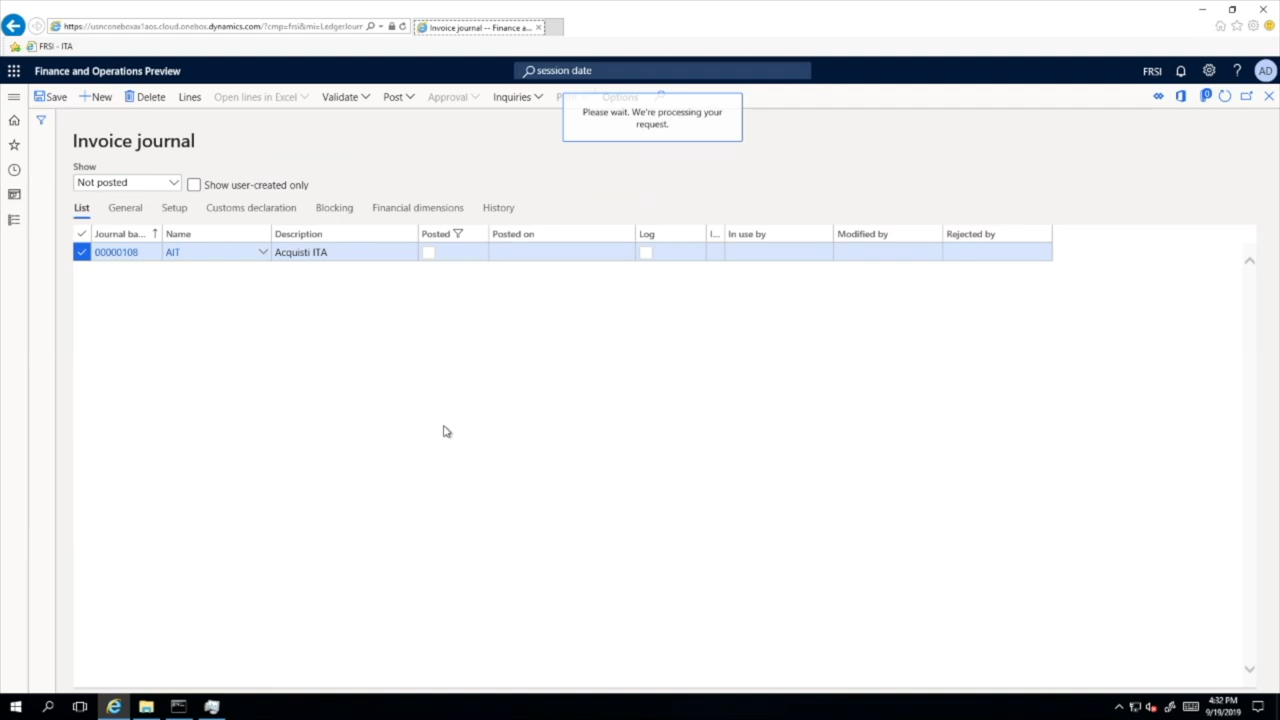 https://usnconeboxax1aos.cloud.onebox.dynamics.com/?cmp=frsi&mi=LedgerJourr
Invoice journal -- Finance a...
FRSI - ITA
Finance and Operations Preview
session date
FRSI
AD
Save
New
Delete
Lines
Open lines in Excel
Validate
Post
Approval
Inquiries
Options
0
Please wait. We're processing your
request.
Invoice journal
Show
Not posted
Show user-created only
List
General
Setup
Customs declaration
Blocking
Financial dimensions
History
Journal ba...
Name
Description
Posted
Posted on
Log
I...
In use by
Modified by
Rejected by
00000108
AIT
Acquisti ITA
4:32 PM
9/19/2019